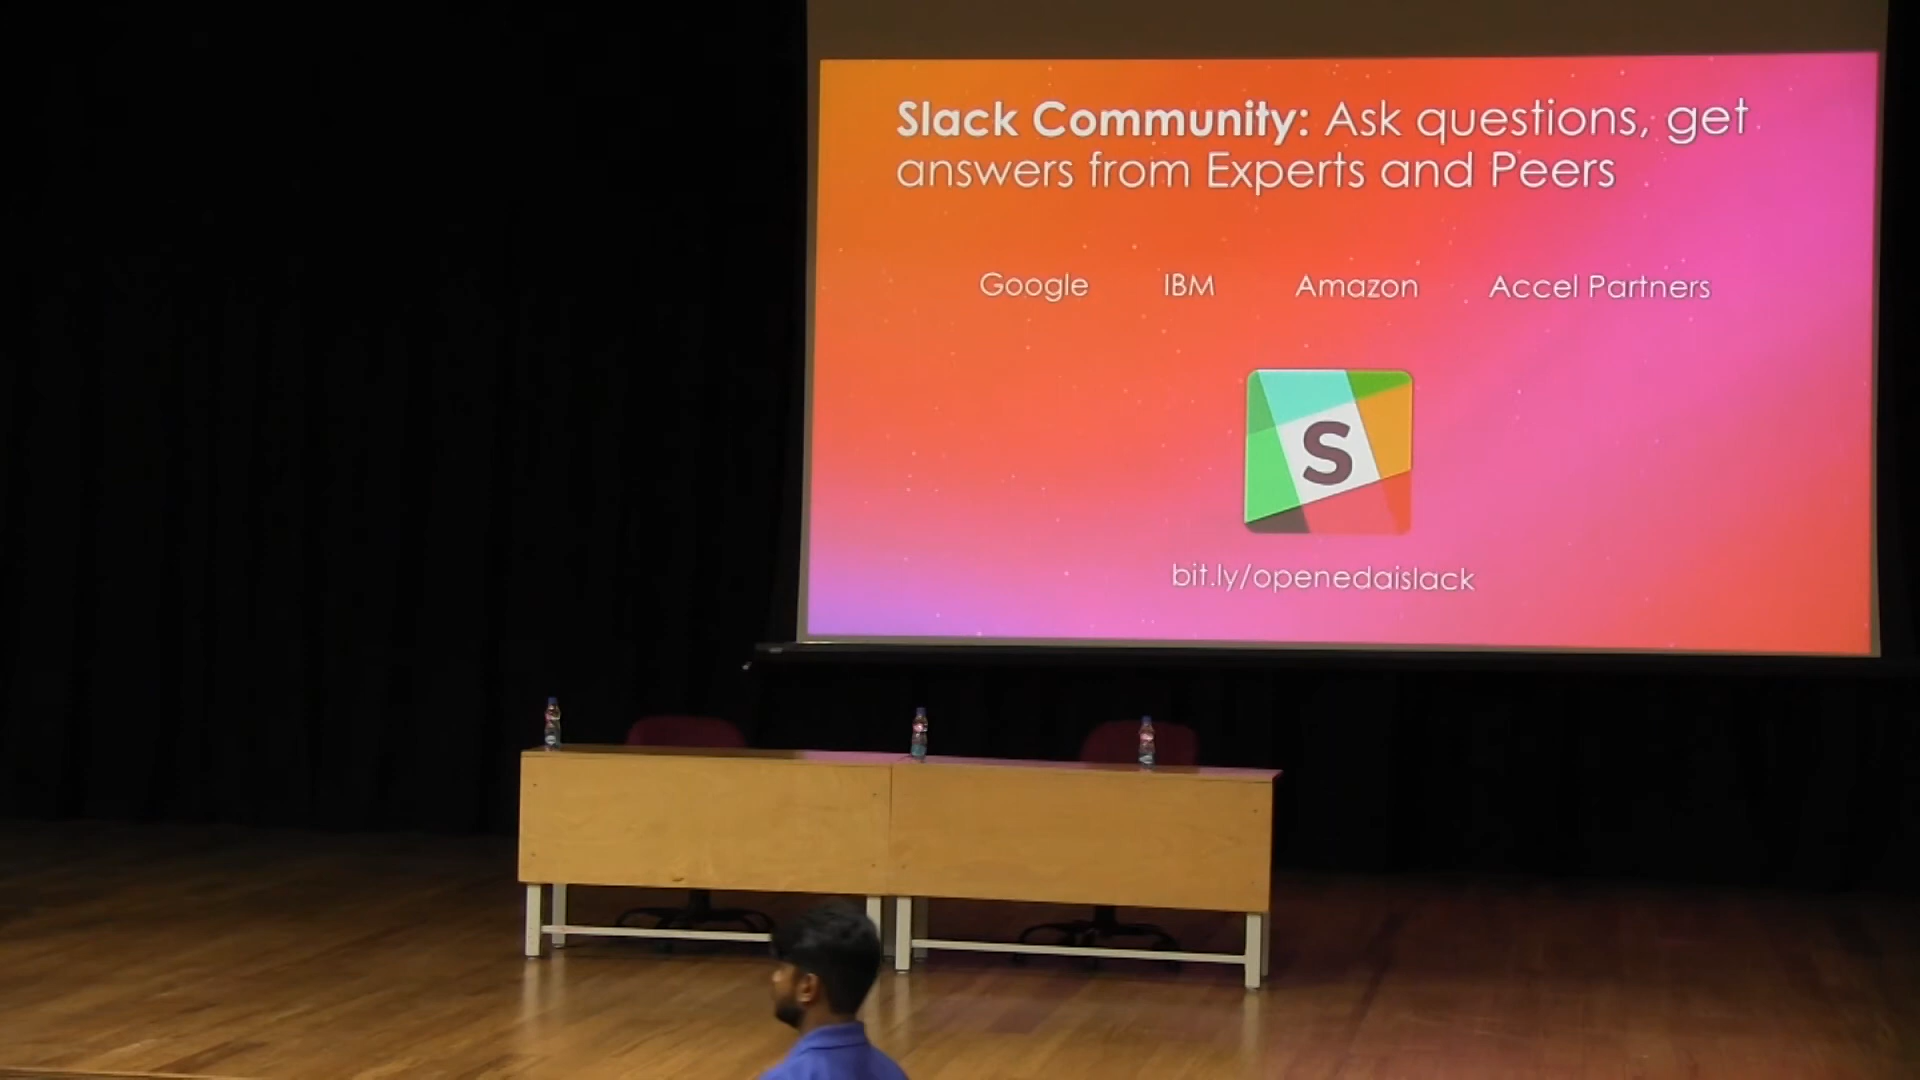 Slack Community: Ask questions, get
answers from Experts and Peers
Google IBM Amazon Accel Partners
S
bit.ly/openedaislack